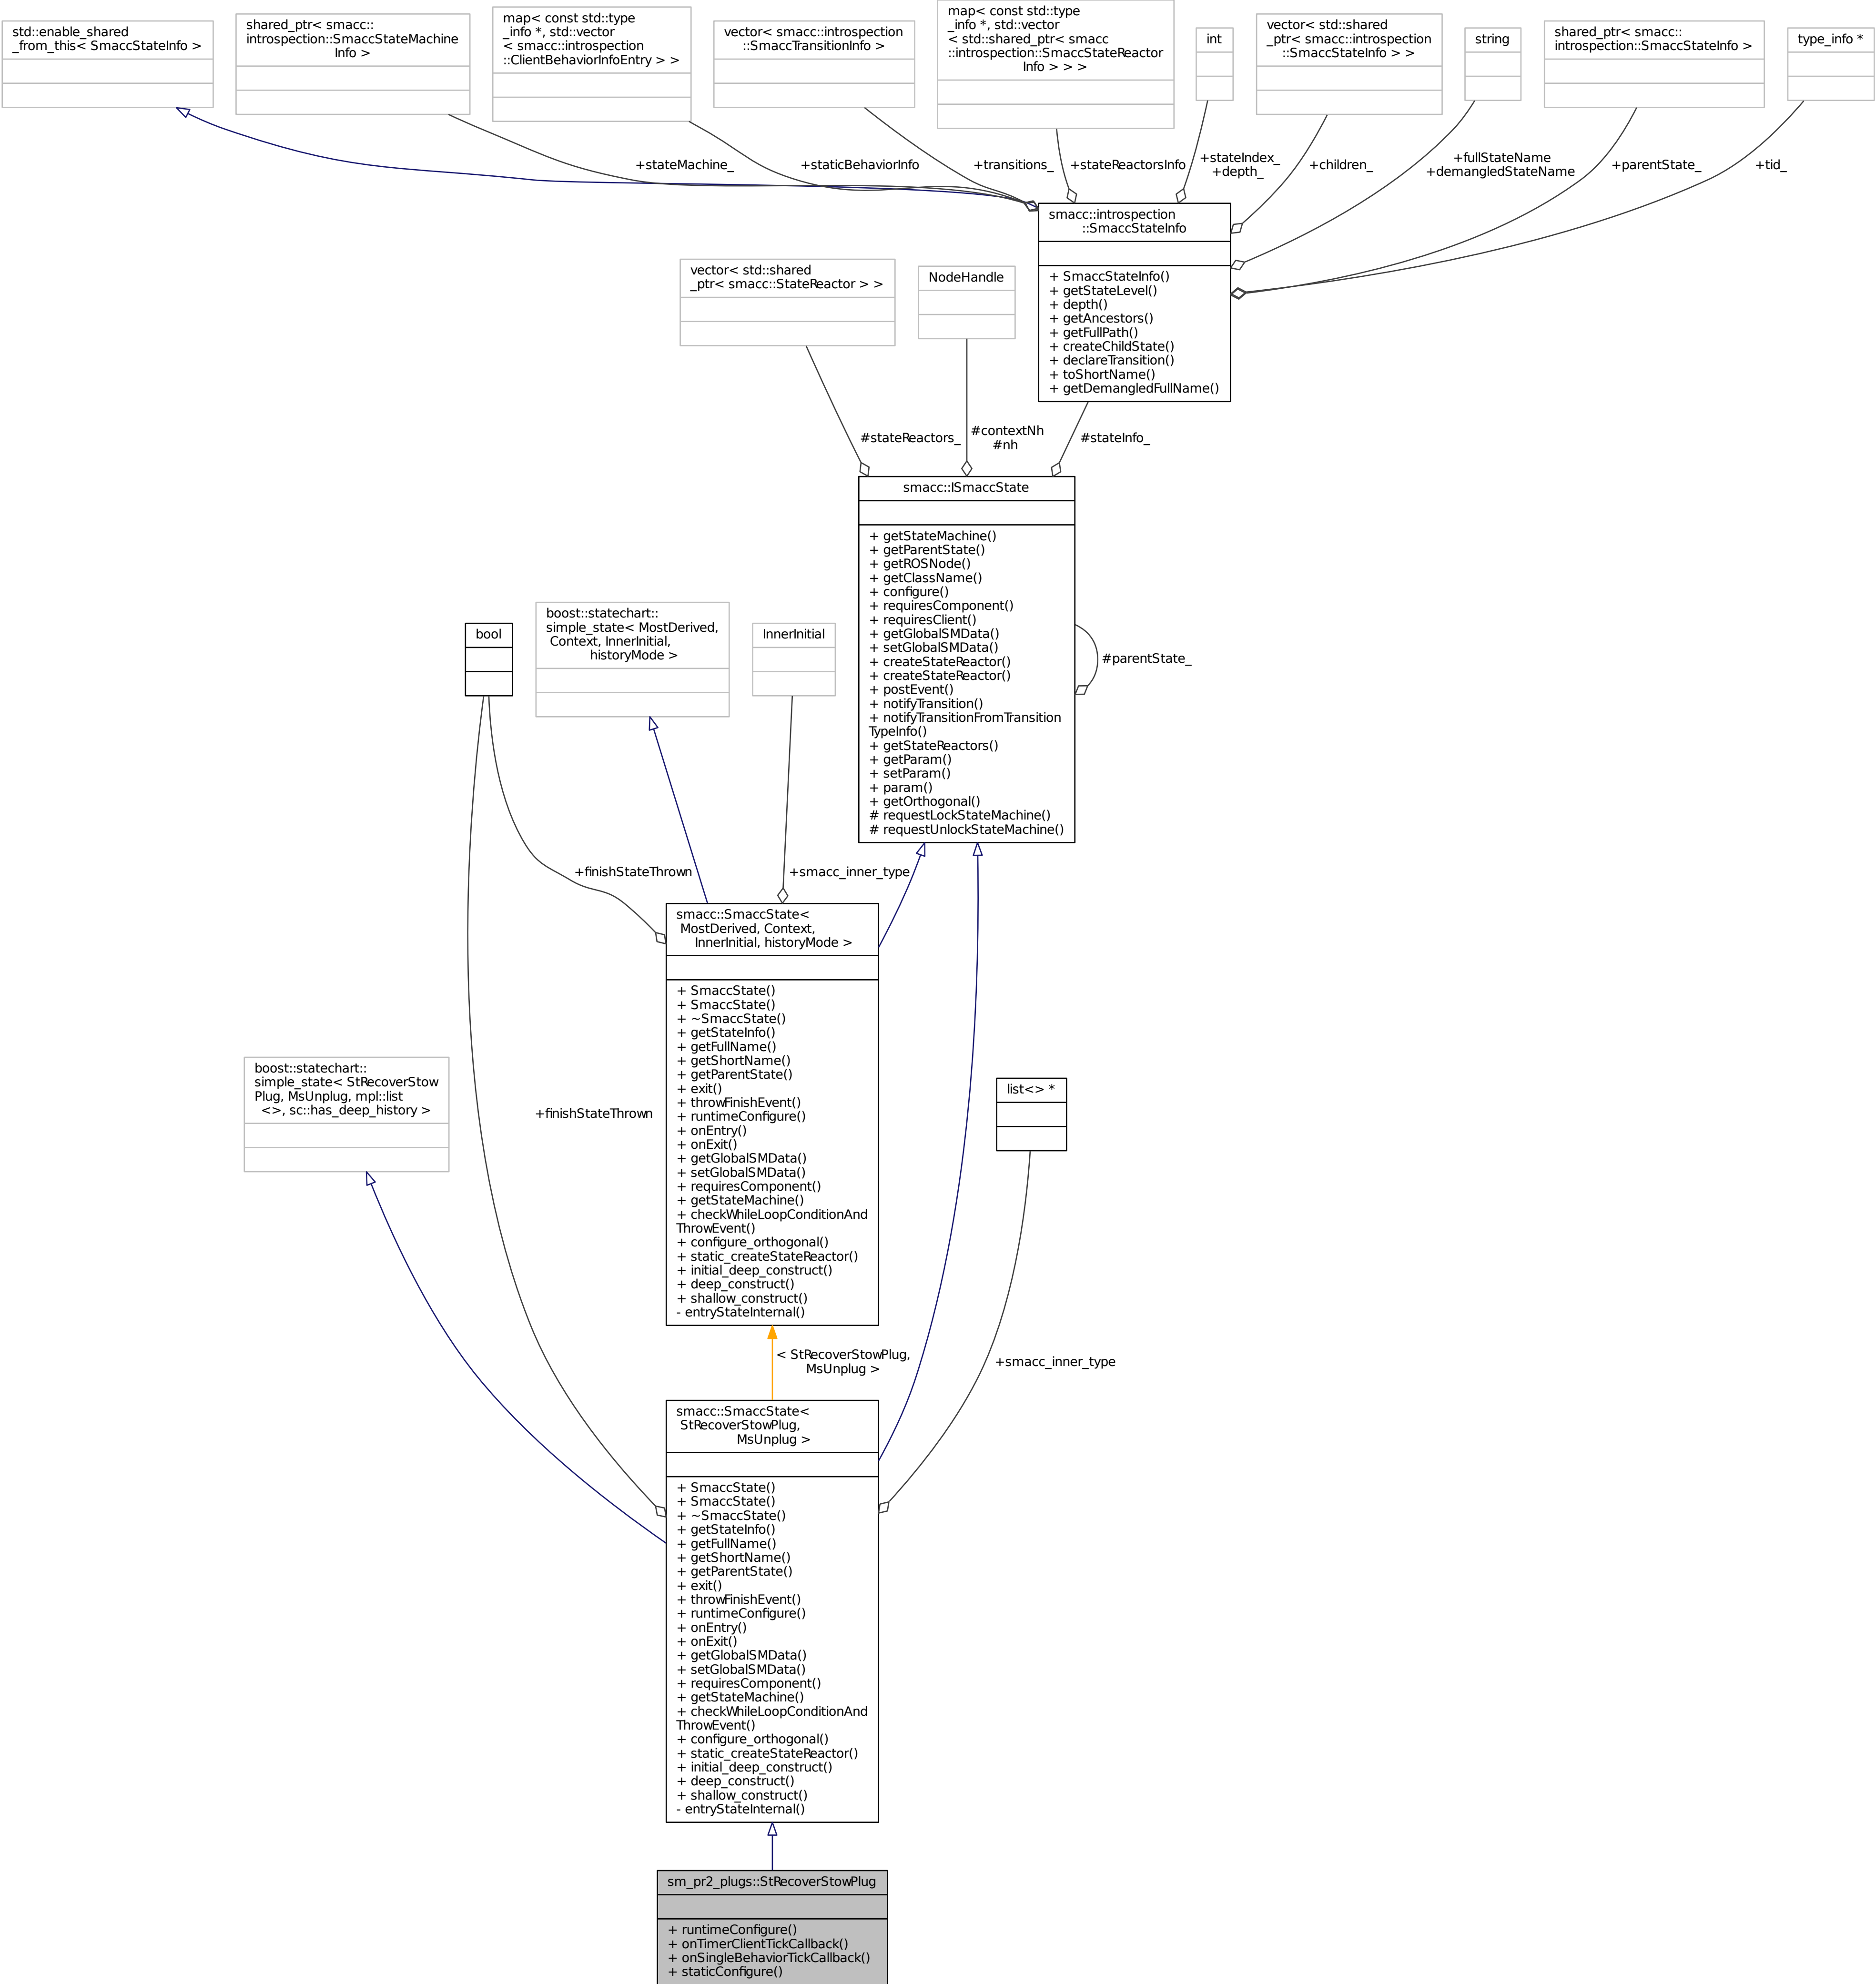 std::enable_shared
_from_this< SmaccStateInfo >
shared_ptr< smacc::
introspection::SmaccStateMachine
Info >
map< const std::type
_info *, std::vector
< smacc::introspection
::ClientBehaviorInfoEntry > >
vector< smacc::introspection
::SmaccTransitionInfo >
map< const std::type
_info *, std::vector
< std::shared_ptr< smacc
::introspection::SmaccStateReactor
Info > > >
int
vector< std::shared
_ptr< smacc::introspection
::SmaccStateInfo > >
string
shared_ptr< smacc::
introspection::SmaccStateInfo >
type_info *
+stateMachine_
+staticBehaviorInfo
+transitions_
+stateReactorsInfo
+stateIndex_
+depth_
+children_
+fullStateName
+demangledStateName
+parentState_
+tid_
smacc::introspection
::SmaccStateInfo
+ SmaccStateInfo()
+ getStateLevel()
+ depth()
+ getAncestors()
+ getFullPath()
+ createChildState()
+ declareTransition()
+ toShortName()
+ getDemangledFullName()
vector< std::shared
_ptr< smacc::StateReactor > >
NodeHandle
#stateReactors_
#contextNh
#nh
#stateInfo_
smacc::ISmaccState
+ getStateMachine()
+ getParentState()
+ getROSNode()
+ getClassName()
+ configure()
+ requiresComponent()
+ requiresClient()
+ getGlobalSMData()
+ setGlobalSMData()
+ createStateReactor()
+ createStateReactor()
+ postEvent()
+ notifyTransition()
+ notifyTransitionFromTransition
TypeInfo()
+ getStateReactors()
+ getParam()
+ setParam()
+ param()
+ getOrthogonal()
# requestLockStateMachine()
# requestUnlockStateMachine()
#parentState_
bool
boost::statechart::
simple_state< MostDerived,
Context, InnerInitial,
historyMode >
InnerInitial
+finishStateThrown
+smacc_inner_type
smacc::SmaccState<
MostDerived, Context,
InnerInitial, historyMode >
+ SmaccState()
+ SmaccState()
+ ~SmaccState()
+ getStateInfo()
+ getFullName()
+ getShortName()
+ getParentState()
+ exit()
+ throwFinishEvent()
+ runtimeConfigure()
+ onEntry()
+ onExit()
+ getGlobalSMData()
+ setGlobalSMData()
+ requiresComponent()
+ getStateMachine()
+ checkWhileLoopConditionAnd
ThrowEvent()
+ configure_orthogonal()
+ static_createStateReactor()
+ initial_deep_construct()
+ deep_construct()
+ shallow_construct()
- entryStateInternal()
boost::statechart::
simple_state< StRecoverStow
Plug, MsUnplug, mpl::list
<>, sc::has_deep_history >
+finishStateThrown
list<> *
< StRecoverStowPlug,
MsUnplug >
+smacc_inner_type
smacc::SmaccState<
StRecoverStowPlug,
MsUnplug >
+ SmaccState()
+ SmaccState()
+ ~SmaccState()
+ getStateInfo()
+ getFullName()
+ getShortName()
+ getParentState()
+ exit()
+ throwFinishEvent()
+ runtimeConfigure()
+ onEntry()
+ onExit()
+ getGlobalSMData()
+ setGlobalSMData()
+ requiresComponent()
+ getStateMachine()
+ checkWhileLoopConditionAnd
ThrowEvent()
+ configure_orthogonal()
+ static_createStateReactor()
+ initial_deep_construct()
+ deep_construct()
+ shallow_construct()
- entryStateInternal()
sm_pr2_plugs::StRecoverStowPlug
+ runtimeConfigure()
+ onTimerClientTickCallback()
+ onSingleBehaviorTickCallback()
+ staticConfigure()